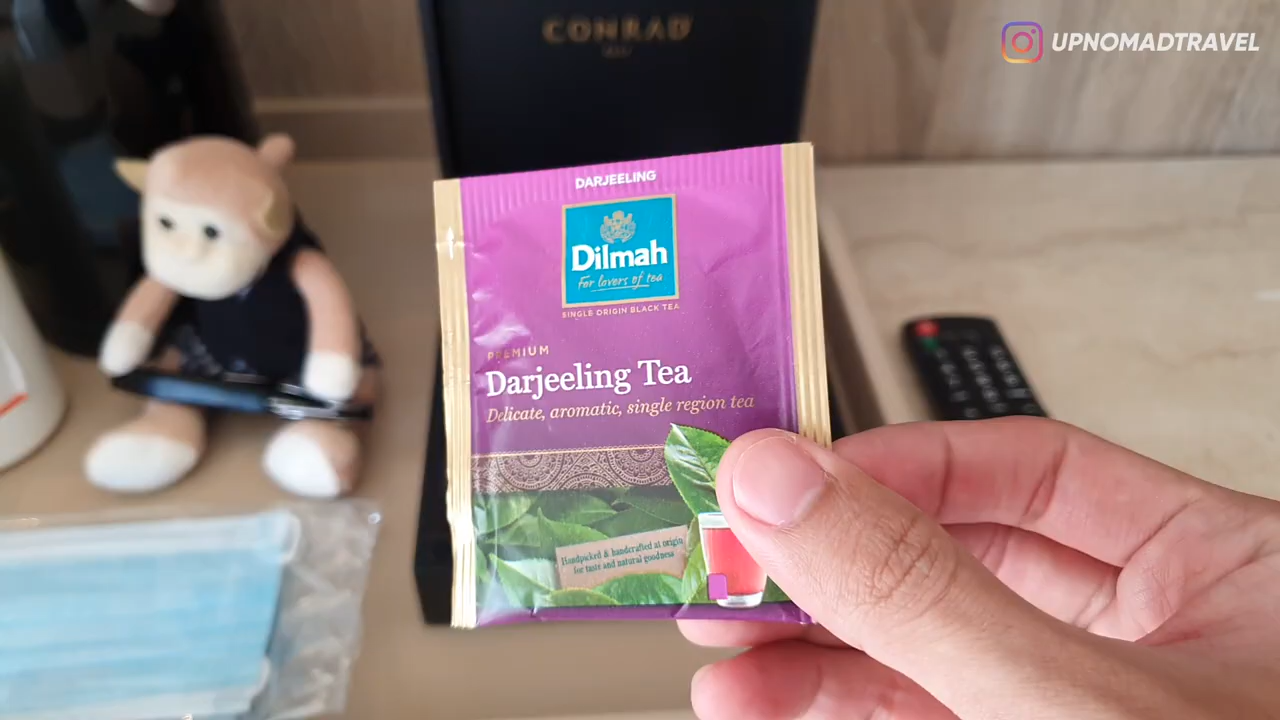 CONRAD
UPNOMADTRAVEL
DARJEELING
Dilmah
For lovers of tea
SINGLE ORIGIN BLACK TEA
PREMIUM
Darjeeling Tea
Delicate, aromatic, single region tea
Handpicked & handcrafted at origin
for taste and natural goodness